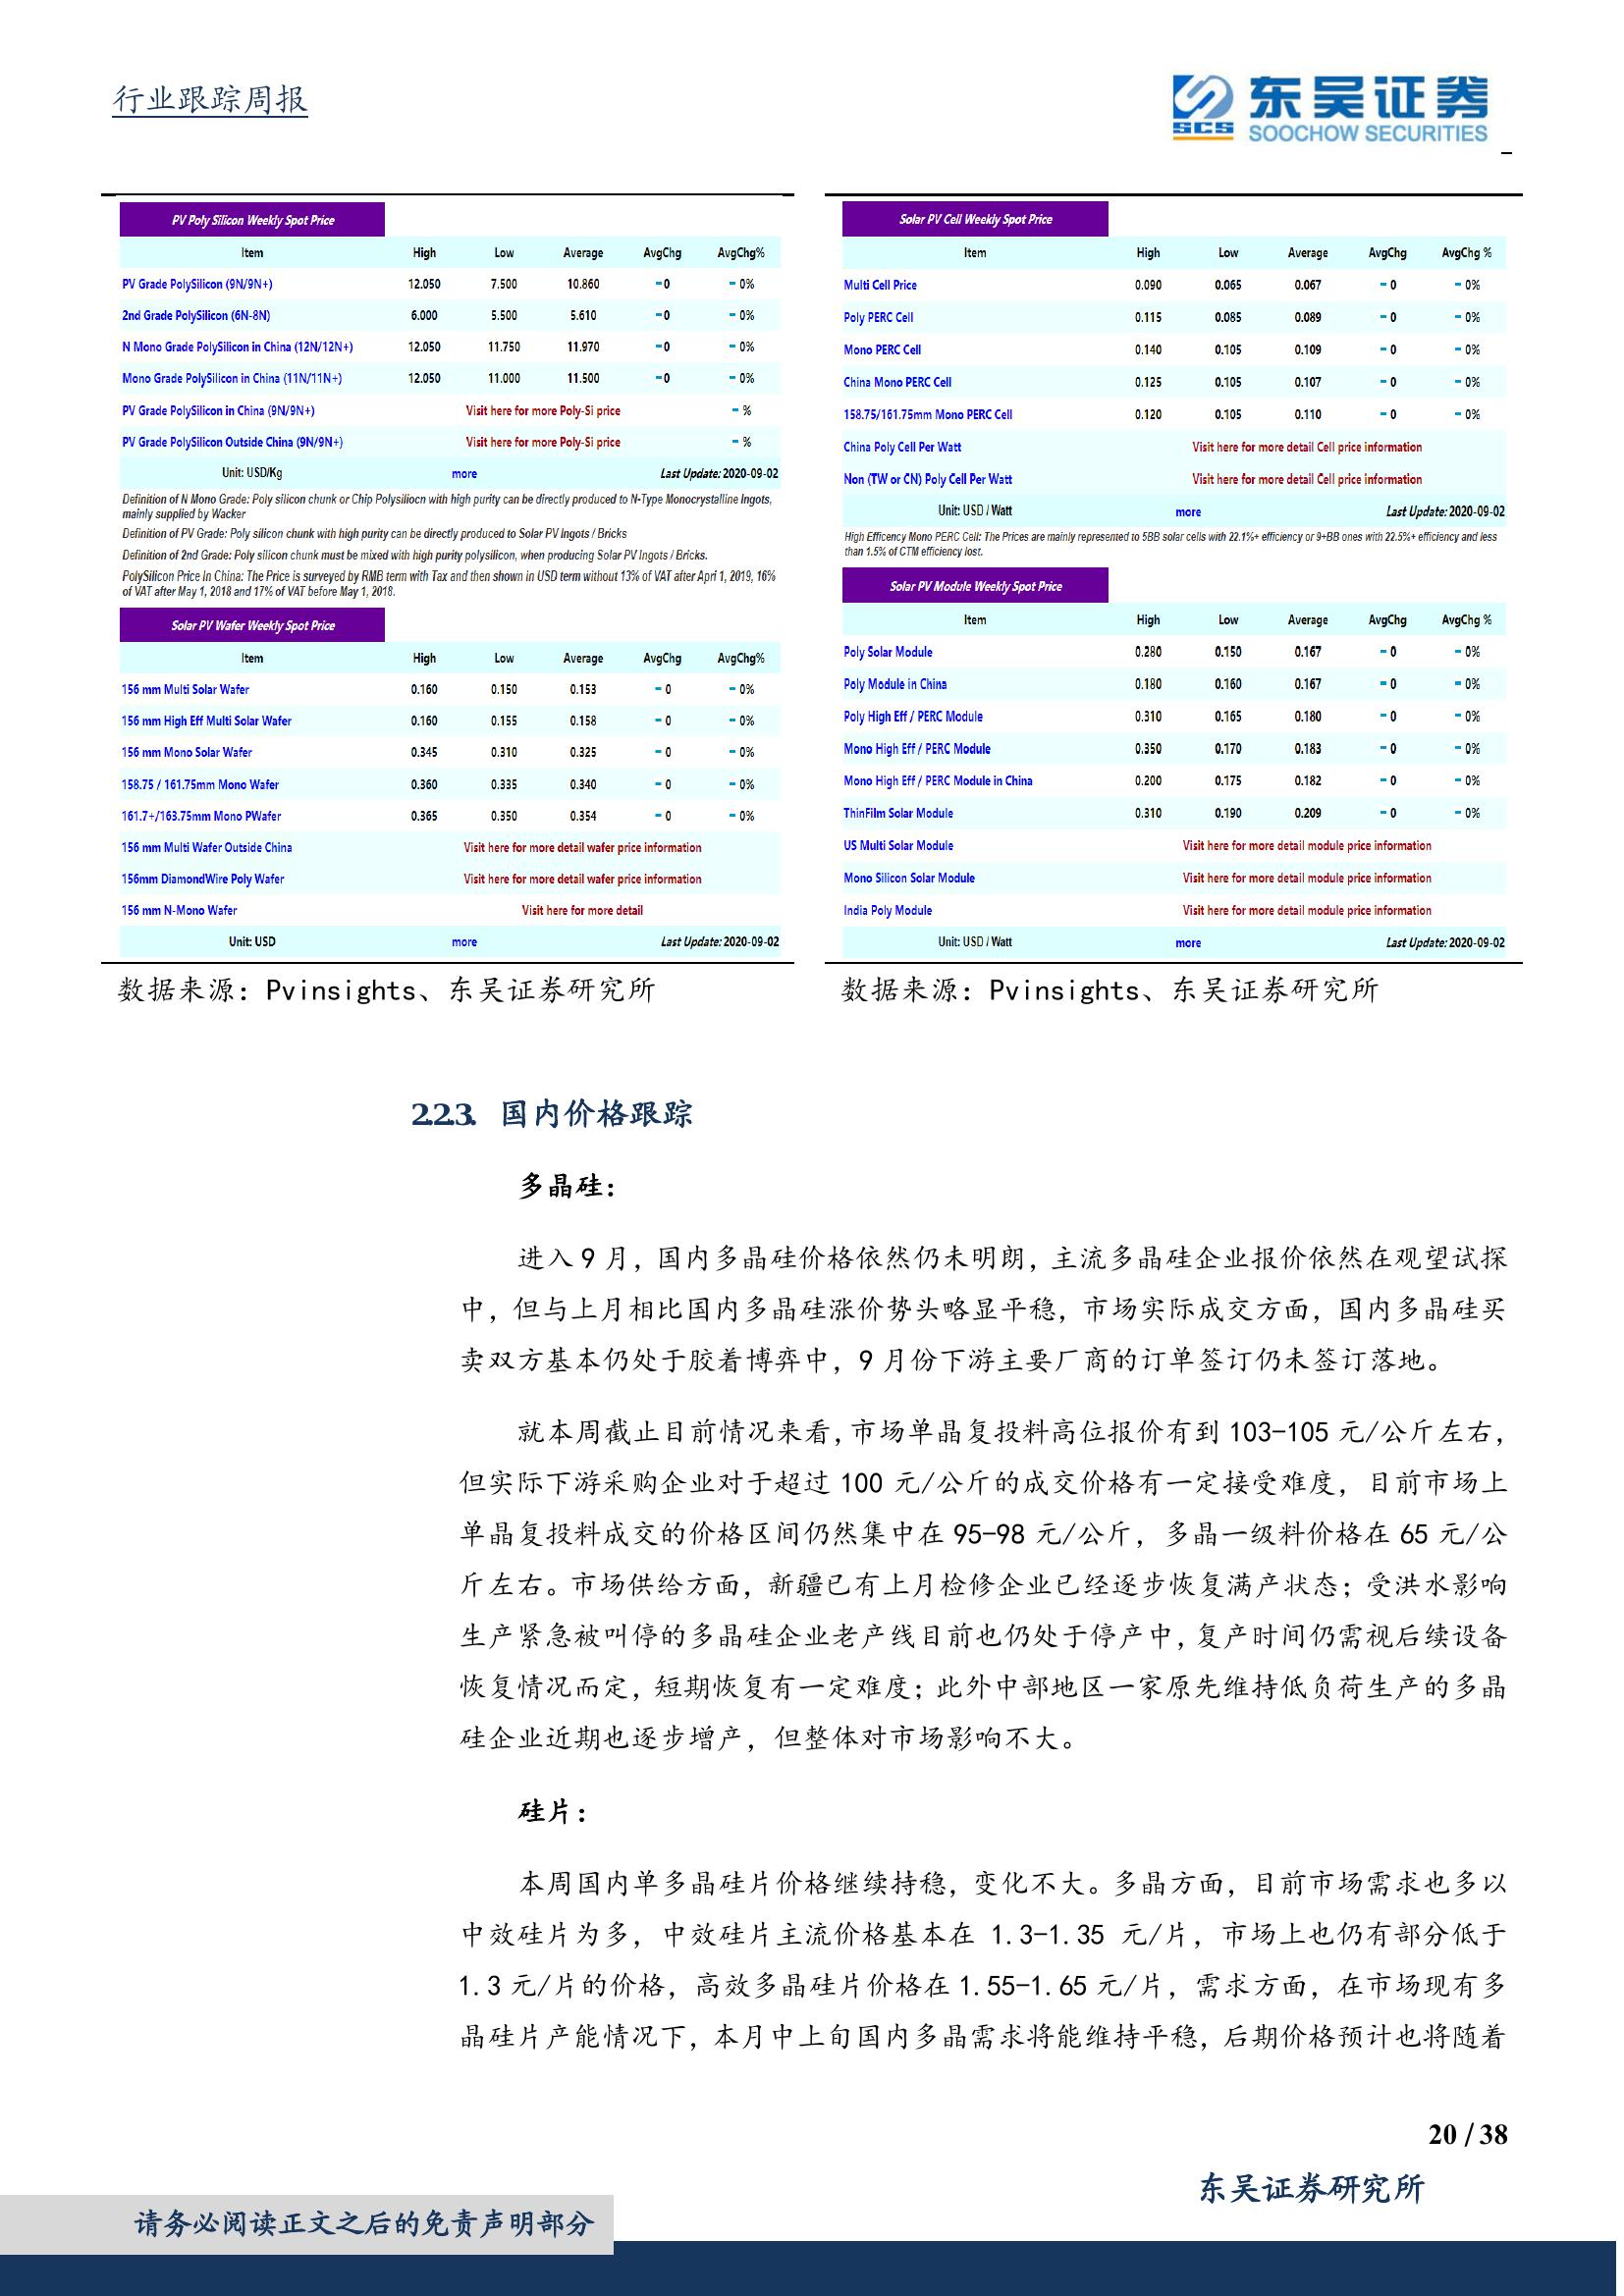 行业跟踪周报
东吴证券
SCS
SOOCHOW SECURITIES
PV Poly Silicon Weekly Spot Price
Item High Low Average AvgChg AvgChg%
PV Grade PolySilicon (9N/9N+) 12.050 7.500 10.860 0 0%
2nd Grade PolySilicon (6N-8N) 6.000 5.500 5.610 0 0%
N Mono Grade PolySilicon in China (12N/12N+) 12.050 11.750 11.970 0 0%
Mono Grade PolySilicon in China (11N/11N+) 12.050 11.000 11.500 0 0%
PV Grade PolySilicon in China (9N/9N+) Visit here for more Poly-Si price %
PV Grade PolySilicon Outside China (9N/9N+) Visit here for more Poly-Si price %
Unit: USD/Kg more Last Update: 2020-09-02
Definition of N Mono Grade: Poly silicon chunk or Chip Polysiliocn with high purity can be directly produced to N-Type Monocrystalline Ingots,
mainly supplied by Wacker
Definition of PV Grade: Poly silicon chunk with high purity can be directly produced to Solar PV Ingots / Bricks
Definition of 2nd Grade: Poly silicon chunk must be mixed with high purity polysilicon, when producing Solar PV Ingots / Bricks.
PolySilicon Price In China: The Price is surveyed by RMB term with Tax and then shown in USD term without 13% of VAT after Apri 1, 2019, 16%
of VAT after May 1, 2018 and 17% of VAT before May 1, 2018.
Solar PV Wafer Weekly Spot Price
Item High Low Average AvgChg AvgChg%
156 mm Multi Solar Wafer 0.160 0.150 0.153 0 0%
156 mm High Eff Multi Solar Wafer 0.160 0.155 0.158 0 0%
156 mm Mono Solar Wafer 0.345 0.310 0.325 0 0%
158.75 / 161.75mm Mono Wafer 0.360 0.335 0.340 0 0%
161.7+/163.75mm Mono PWafer 0.365 0.350 0.354 0 0%
156 mm Multi Wafer Outside China Visit here for more detail wafer price information
156mm DiamondWire Poly Wafer Visit here for more detail wafer price information
156 mm N-Mono Wafer Visit here for more detail
Unit: USD more Last Update: 2020-09-02
数据来源：Pvinsights、东吴证券研究所
Solar PV Cell Weekly Spot Price
Item High Low Average AvgChg AvgChg %
Multi Cell Price 0.090 0.065 0.067 0 0%
Poly PERC Cell 0.115 0.085 0.089 0 0%
Mono PERC Cell 0.140 0.105 0.109 0 0%
China Mono PERC Cell 0.125 0.105 0.107 0 0%
158.75/161.75mm Mono PERC Cell 0.120 0.105 0.110 0 0%
China Poly Cell Per Watt Visit here for more detail Cell price information
Non (TW or CN) Poly Cell Per Watt Visit here for more detail Cell price information
Unit: USD / Watt more Last Update: 2020-09-02
High Efficency Mono PERC Cell: The Prices are mainly represented to 5BB solar cells with 22.1%+ efficiency or 9+BB ones with 22.5%+ efficiency and less
than 1.5% of CTM efficiency lost.
Solar PV Module Weekly Spot Price
Item High Low Average AvgChg AvgChg %
Poly Solar Module 0.280 0.150 0.167 0 0%
Poly Module in China 0.180 0.160 0.167 0 0%
Poly High Eff / PERC Module 0.310 0.165 0.180 0 0%
Mono High Eff / PERC Module 0.350 0.170 0.183 0 0%
Mono High Eff / PERC Module in China 0.200 0.175 0.182 0 0%
ThinFilm Solar Module 0.310 0.190 0.209 0 0%
US Multi Solar Module Visit here for more detail module price information
Mono Silicon Solar Module Visit here for more detail module price information
India Poly Module Visit here for more detail module price information
Unit: USD / Watt more Last Update: 2020-09-02
数据来源：Pvinsights、东吴证券研究所
2.2.3. 国内价格跟踪
多晶硅：
进入 9 月，国内多晶硅价格依然仍未明朗，主流多晶硅企业报价依然在观望试探
中，但与上月相比国内多晶硅涨价势头略显平稳，市场实际成交方面，国内多晶硅买
卖双方基本仍处于胶着博弈中，9 月份下游主要厂商的订单签订仍未签订落地。
就本周截止目前情况来看，市场单晶复投料高位报价有到 103-105 元/公斤左右，
但实际下游采购企业对于超过 100 元/公斤的成交价格有一定接受难度，目前市场上
单晶复投料成交的价格区间仍然集中在 95-98 元/公斤，多晶一级料价格在 65 元/公
斤左右。市场供给方面，新疆已有上月检修企业已经逐步恢复满产状态；受洪水影响
生产紧急被叫停的多晶硅企业老产线目前也仍处于停产中，复产时间仍需视后续设备
恢复情况而定，短期恢复有一定难度；此外中部地区一家原先维持低负荷生产的多晶
硅企业近期也逐步增产，但整体对市场影响不大。
硅片：
本周国内单多晶硅片价格继续持稳，变化不大。多晶方面，目前市场需求也多以
中效硅片为多，中效硅片主流价格基本在 1.3-1.35 元/片，市场上也仍有部分低于
1.3 元/片的价格，高效多晶硅片价格在 1.55-1.65 元/片，需求方面，在市场现有多
晶硅片产能情况下，本月中上旬国内多晶需求将能维持平稳，后期价格预计也将随着
20 / 38
东吴证券研究所
请务必阅读正文之后的免责声明部分